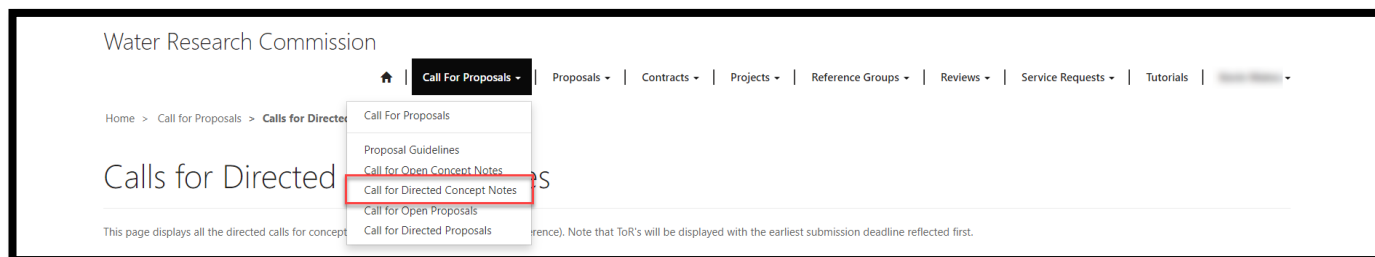 Water Research Commission
Call For Proposals | Proposals | Contracts | Projects | Reference Groups | Reviews | Service Requests | Tutorials |
Home > Call for Proposals > Calls for Directed
Call For Proposals
Proposal Guidelines
Call for Open Concept Notes
Call for Directed Concept Notes
Call for Open Proposals
Call for Directed Proposals
Calls for Directed es
This page displays all the directed calls for concept erence). Note that ToR's will be displayed with the earliest submission deadline reflected first.